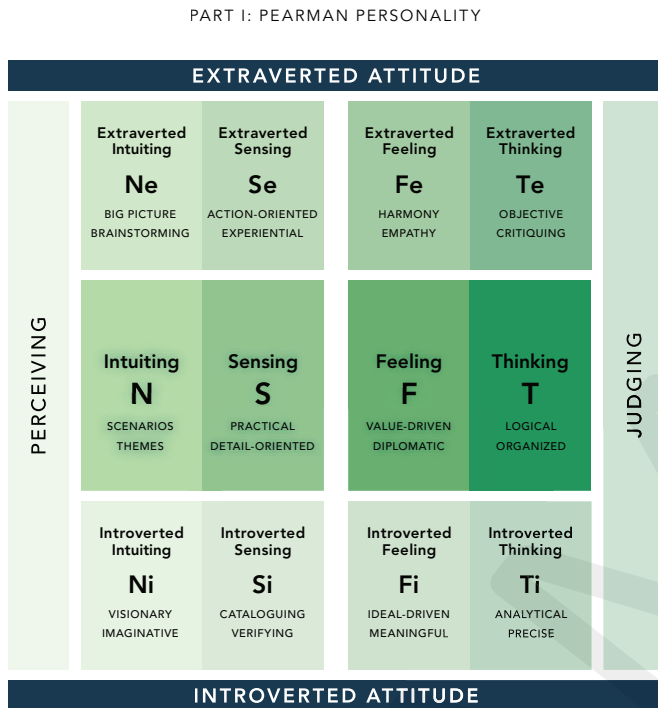 PART I: PEARMAN PERSONALITY
EXTRAVERTED ATTITUDE
PERCEIVING
Extraverted
Intuiting
Ne
BIG PICTURE
BRAINSTORMING
Extraverted
Sensing
Se
ACTION-ORIENTED
EXPERIENTIAL
Extraverted
Feeling
Fe
HARMONY
EMPATHY
Extraverted
Thinking
Te
OBJECTIVE
CRITIQUING
Intuiting
N
SCENARIOS
THEMES
Sensing
S
PRACTICAL
DETAIL-ORIENTED
Feeling
F
VALUE-DRIVEN
DIPLOMATIC
Thinking
T
LOGICAL
ORGANIZED
Introverted
Intuiting
Ni
VISIONARY
IMAGINATIVE
Introverted
Sensing
Si
CATALOGUING
VERIFYING
Introverted
Feeling
Fi
IDEAL-DRIVEN
MEANINGFUL
Introverted
Thinking
Ti
ANALYTICAL
PRECISE
JUDGING
INTROVERTED ATTITUDE